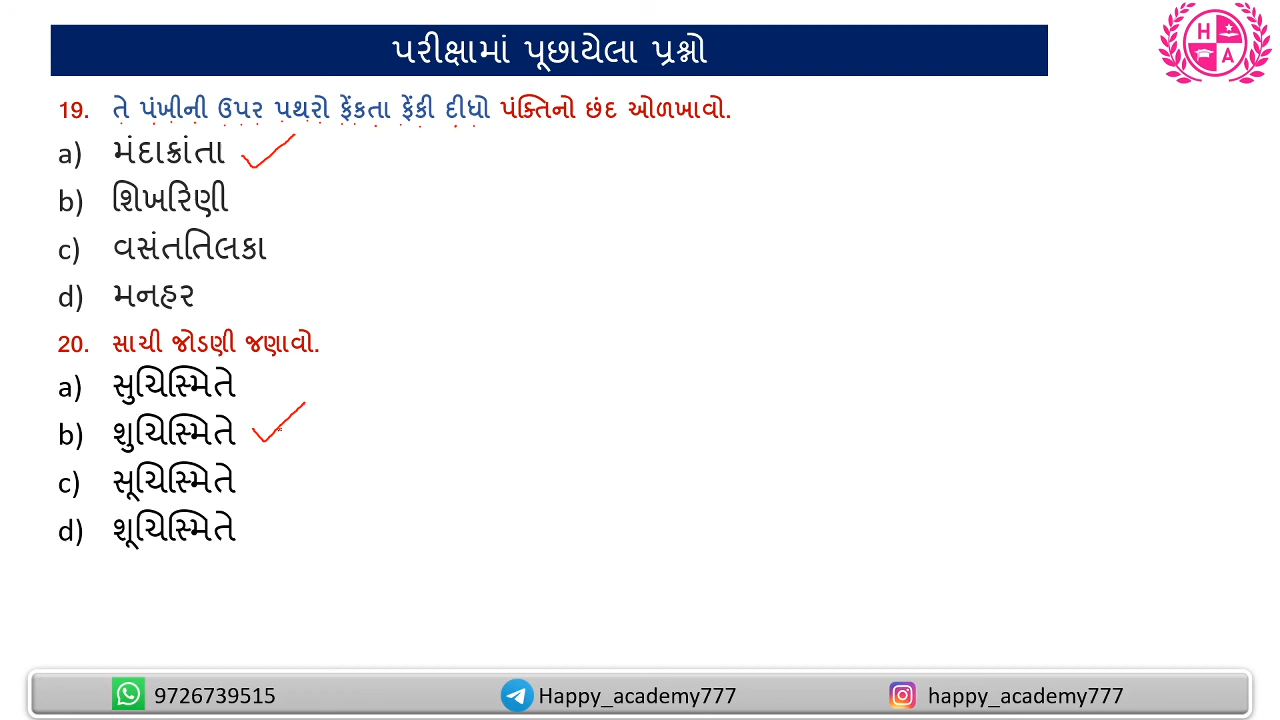 પરીક્ષામાં પૂછાયેલા પ્રશ્નો
H
A
19. તે પંખીની ઉપર પથરો ફેંકતા ફેંકી દીધો પંક્તિનો છંદ ઓળખાવો.
a) મંદાક્રાંતા
b) શિખરિણી
c) વસંતતિલકા
d) મનહર
20. સાચી જોડણી જણાવો.
a) સુચિસ્મિતે
b) શુચિસ્મિતે
c) સૂચિસ્મિતે
d) શૂચિસ્મિતે
9726739515 Happy_academy777 happy_academy777